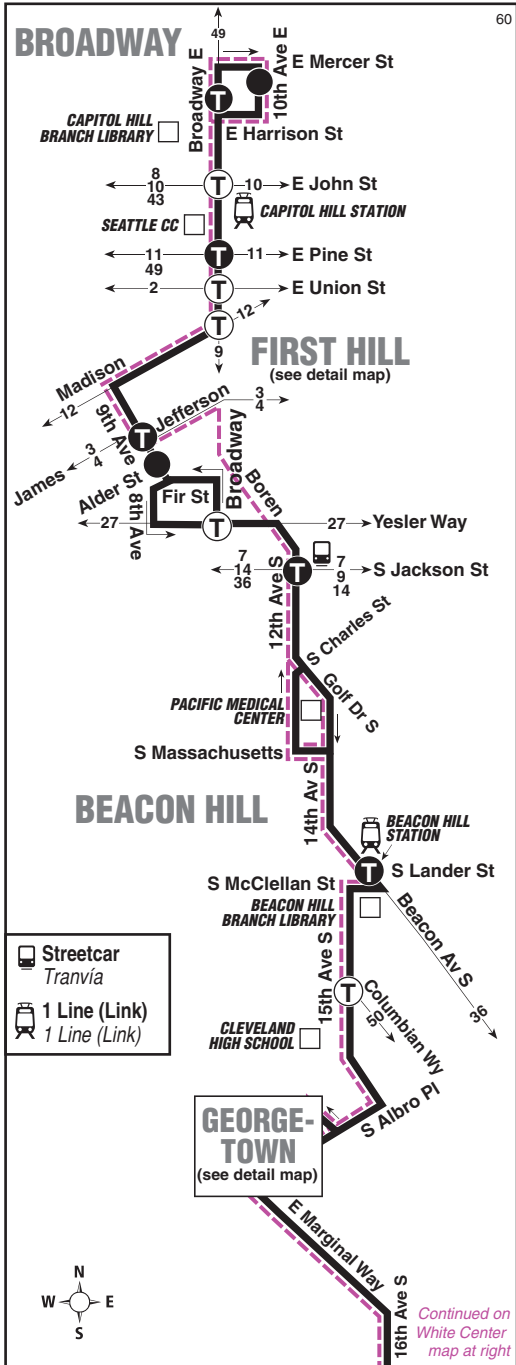 60
BROADWAY
49
E Mercer St
Broadway E
10th Ave E
CAPITOL HILL
BRANCH LIBRARY
T
E Harrison St
8
10
43
T
10
E John St
SEATTLE CC
CAPITOL HILL STATION
11
49
T
11
E Pine St
2
T
E Union St
T
12
9
FIRST HILL
(see detail map)
Madison
12
9th Ave
T
Jefferson
3
4
James
3
4
Alder St
Fir St
Broadway
Boren
27
8th Ave
T
27
Yesler Way
7
14
36
T
7
9
14
S Jackson St
12th Ave S
S Charles St
Golf Dr S
PACIFIC MEDICAL
CENTER
S Massachusetts
14th Av S
BEACON HILL
BEACON HILL
STATION
T
S Lander St
S McClellan St
BEACON HILL
BRANCH LIBRARY
Beacon Av S
36
Streetcar
Tranvía
1 Line (Link)
1 Line (Link)
15th Ave S
T
50
Columbian Wy
CLEVELAND
HIGH SCHOOL
S Albro Pl
GEORGE-
TOWN
(see detail map)
E Marginal Way
16th Ave S
N
W
E
S
Continued on
White Center
map at right